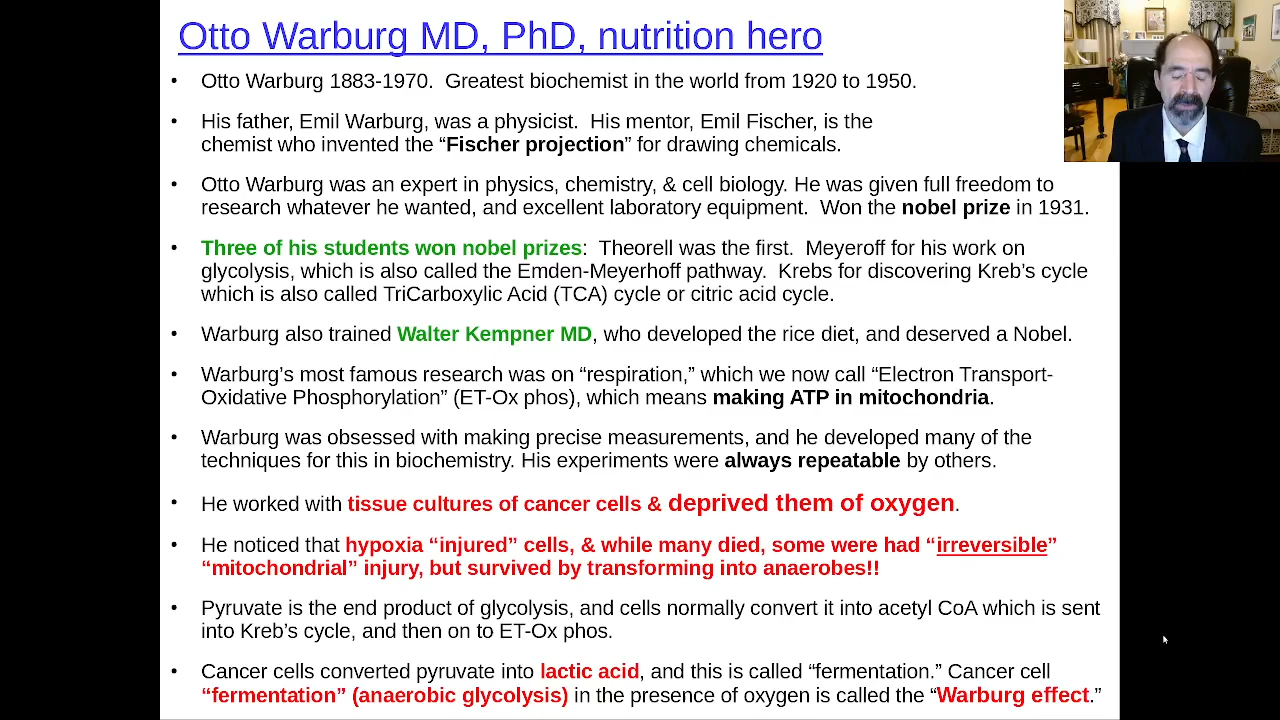 Otto Warburg MD, PhD, nutrition hero
• Otto Warburg 1883-1970.  Greatest biochemist in the world from 1920 to 1950.
• His father, Emil Warburg, was a physicist.  His mentor, Emil Fischer, is the
chemist who invented the “Fischer projection” for drawing chemicals.
• Otto Warburg was an expert in physics, chemistry, & cell biology. He was given full freedom to
research whatever he wanted, and excellent laboratory equipment.  Won the nobel prize in 1931.
• Three of his students won nobel prizes:  Theorell was the first.  Meyeroff for his work on
glycolysis, which is also called the Emden-Meyerhoff pathway.  Krebs for discovering Kreb’s cycle
which is also called TriCarboxylic Acid (TCA) cycle or citric acid cycle.
• Warburg also trained Walter Kempner MD, who developed the rice diet, and deserved a Nobel.
• Warburg’s most famous research was on “respiration,” which we now call “Electron Transport-
Oxidative Phosphorylation” (ET-Ox phos), which means making ATP in mitochondria.
• Warburg was obsessed with making precise measurements, and he developed many of the
techniques for this in biochemistry. His experiments were always repeatable by others.
• He worked with tissue cultures of cancer cells & deprived them of oxygen.
• He noticed that hypoxia “injured” cells, & while many died, some were had “irreversible”
“mitochondrial” injury, but survived by transforming into anaerobes!!
• Pyruvate is the end product of glycolysis, and cells normally convert it into acetyl CoA which is sent
into Kreb’s cycle, and then on to ET-Ox phos.
• Cancer cells converted pyruvate into lactic acid, and this is called “fermentation.” Cancer cell
“fermentation” (anaerobic glycolysis) in the presence of oxygen is called the “Warburg effect.”